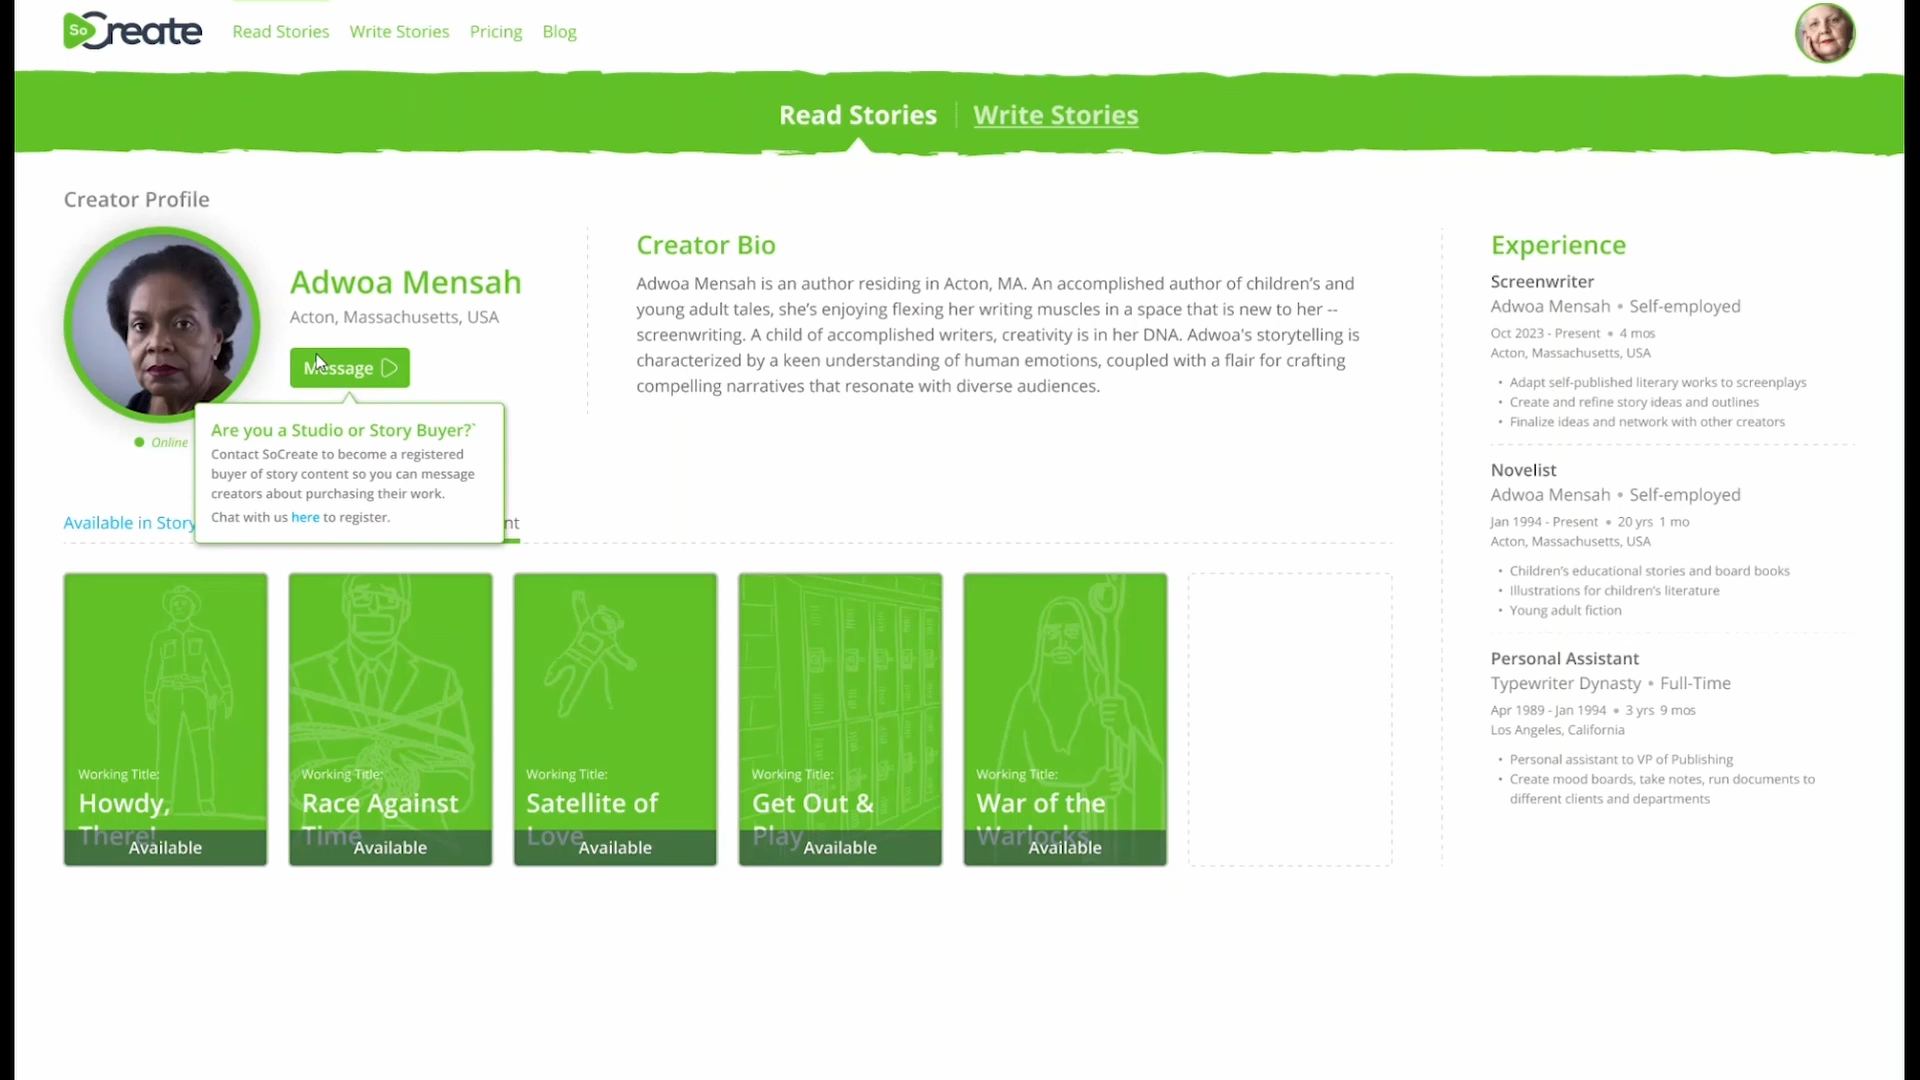 SoCreate
Read Stories
Write Stories
Pricing
Blog
Read Stories
Write Stories
Creator Profile
Adwoa Mensah
Acton, Massachusetts, USA
Message
Online
Are you a Studio or Story Buyer?`
Contact SoCreate to become a registered
buyer of story content so you can message
creators about purchasing their work.
Chat with us here to register.
Creator Bio
Adwoa Mensah is an author residing in Acton, MA. An accomplished author of children’s and
young adult tales, she’s enjoying flexing her writing muscles in a space that is new to her --
screenwriting. A child of accomplished writers, creativity is in her DNA. Adwoa's storytelling is
characterized by a keen understanding of human emotions, coupled with a flair for crafting
compelling narratives that resonate with diverse audiences.
Available in Story
nt
Working Title:
Howdy,
There!
Available
Working Title:
Race Against
Time
Available
Working Title:
Satellite of
Love
Available
Working Title:
Get Out &
Play
Available
Working Title:
War of the
Warlocks
Available
Experience
Screenwriter
Adwoa Mensah • Self-employed
Oct 2023 - Present • 4 mos
Acton, Massachusetts, USA
• Adapt self-published literary works to screenplays
• Create and refine story ideas and outlines
• Finalize ideas and network with other creators
Novelist
Adwoa Mensah • Self-employed
Jan 1994 - Present • 20 yrs 1 mo
Acton, Massachusetts, USA
• Children’s educational stories and board books
• Illustrations for children’s literature
• Young adult fiction
Personal Assistant
Typewriter Dynasty • Full-Time
Apr 1989 - Jan 1994 • 3 yrs 9 mos
Los Angeles, California
• Personal assistant to VP of Publishing
• Create mood boards, take notes, run documents to
different clients and departments